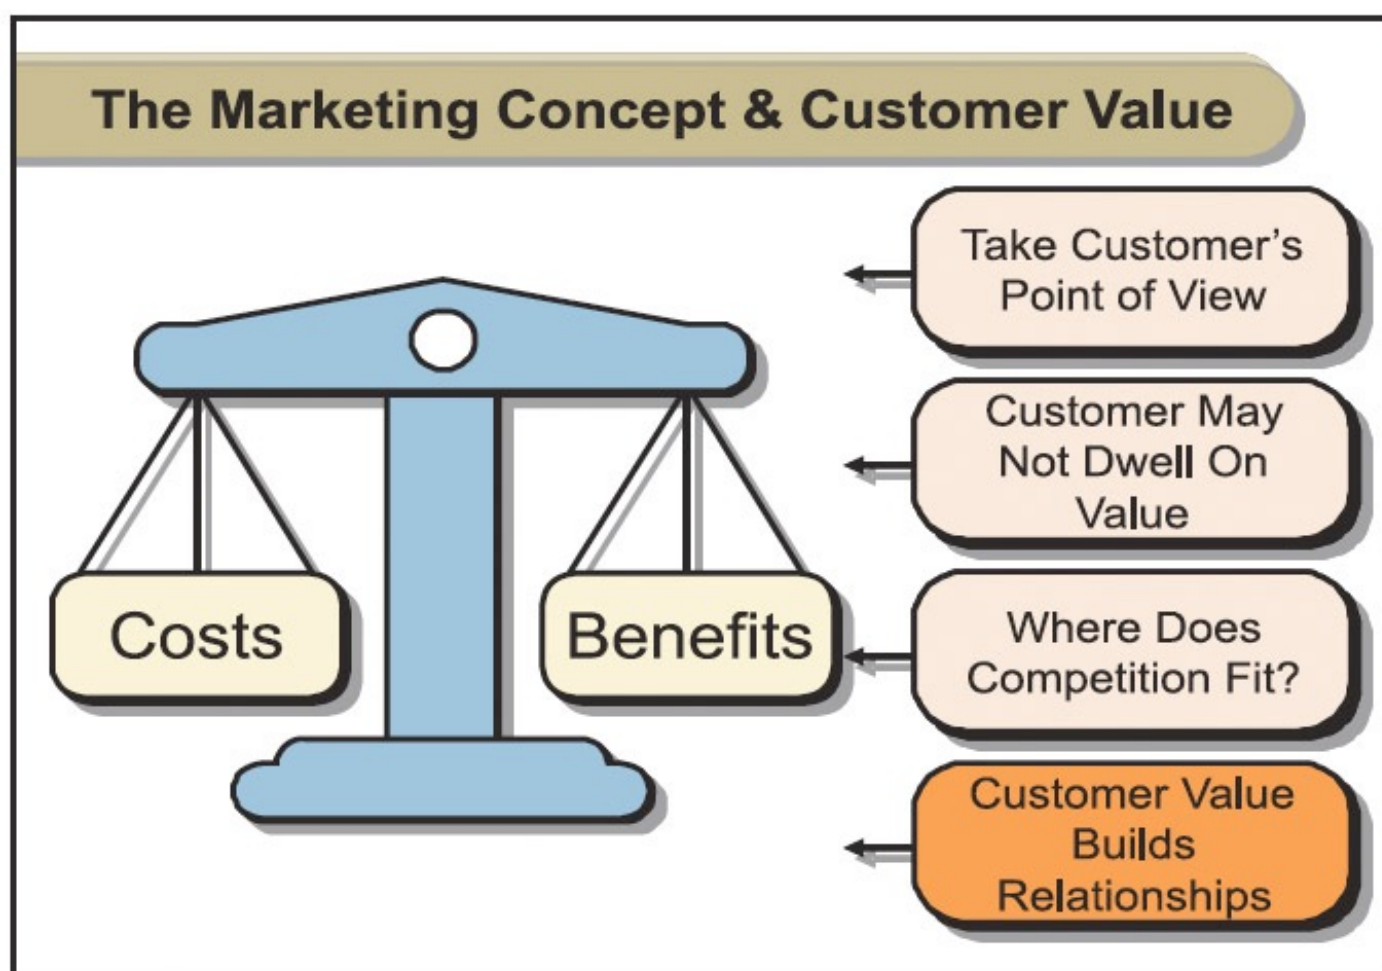 The Marketing Concept & Customer Value
Costs
Benefits
Take Customer’s
Point of View
Customer May
Not Dwell On
Value
Where Does
Competition Fit?
Customer Value
Builds
Relationships